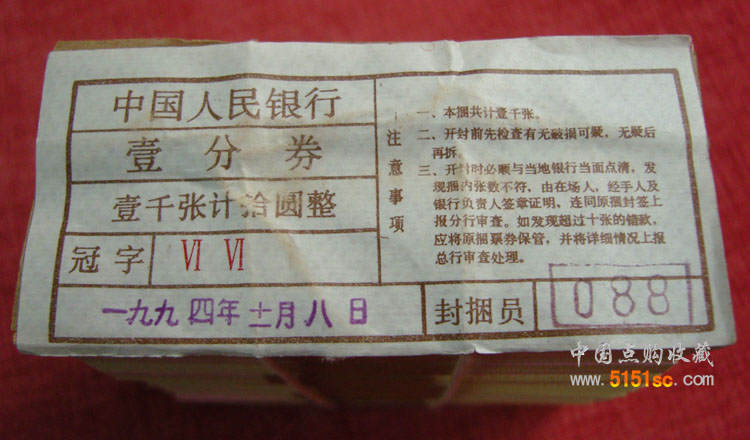 中国人民银行
壹分券
壹千张计拾圆整
冠字 Ⅵ Ⅵ
一九九四年十一月八日
注意事项
一、本捆共计壹千张。
二、开封前先检查有无破损可疑，无疑后
再拆。
三、开封时必须与当地银行当面点清，发
现捆内张数不符，由在场人，经手人及
银行负责人签章证明，连同原捆封签上
报分行审查。如发现超过十张的错款，
应将原捆票券保管，并将详细情况上报
总行审查处理。
封捆员 088
中国点购收藏
www.5151sc.com